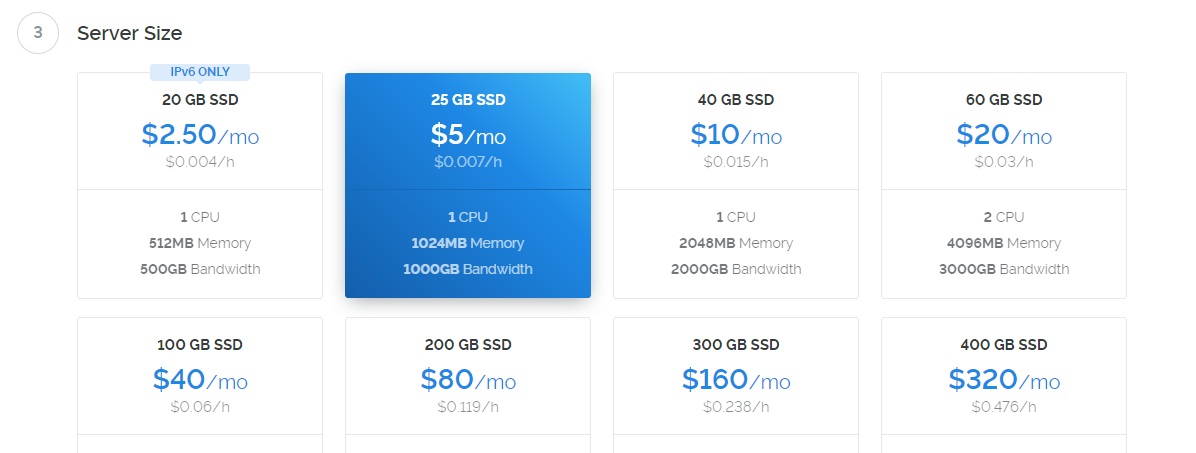 3 Server Size
IPv6 ONLY
20 GB SSD
$2.50/mo
$0.004/h
1 CPU
512MB Memory
500GB Bandwidth
25 GB SSD
$5/mo
$0.007/h
1 CPU
1024MB Memory
1000GB Bandwidth
40 GB SSD
$10/mo
$0.015/h
1 CPU
2048MB Memory
2000GB Bandwidth
60 GB SSD
$20/mo
$0.03/h
2 CPU
4096MB Memory
3000GB Bandwidth
100 GB SSD
$40/mo
$0.06/h
200 GB SSD
$80/mo
$0.119/h
300 GB SSD
$160/mo
$0.238/h
400 GB SSD
$320/mo
$0.476/h